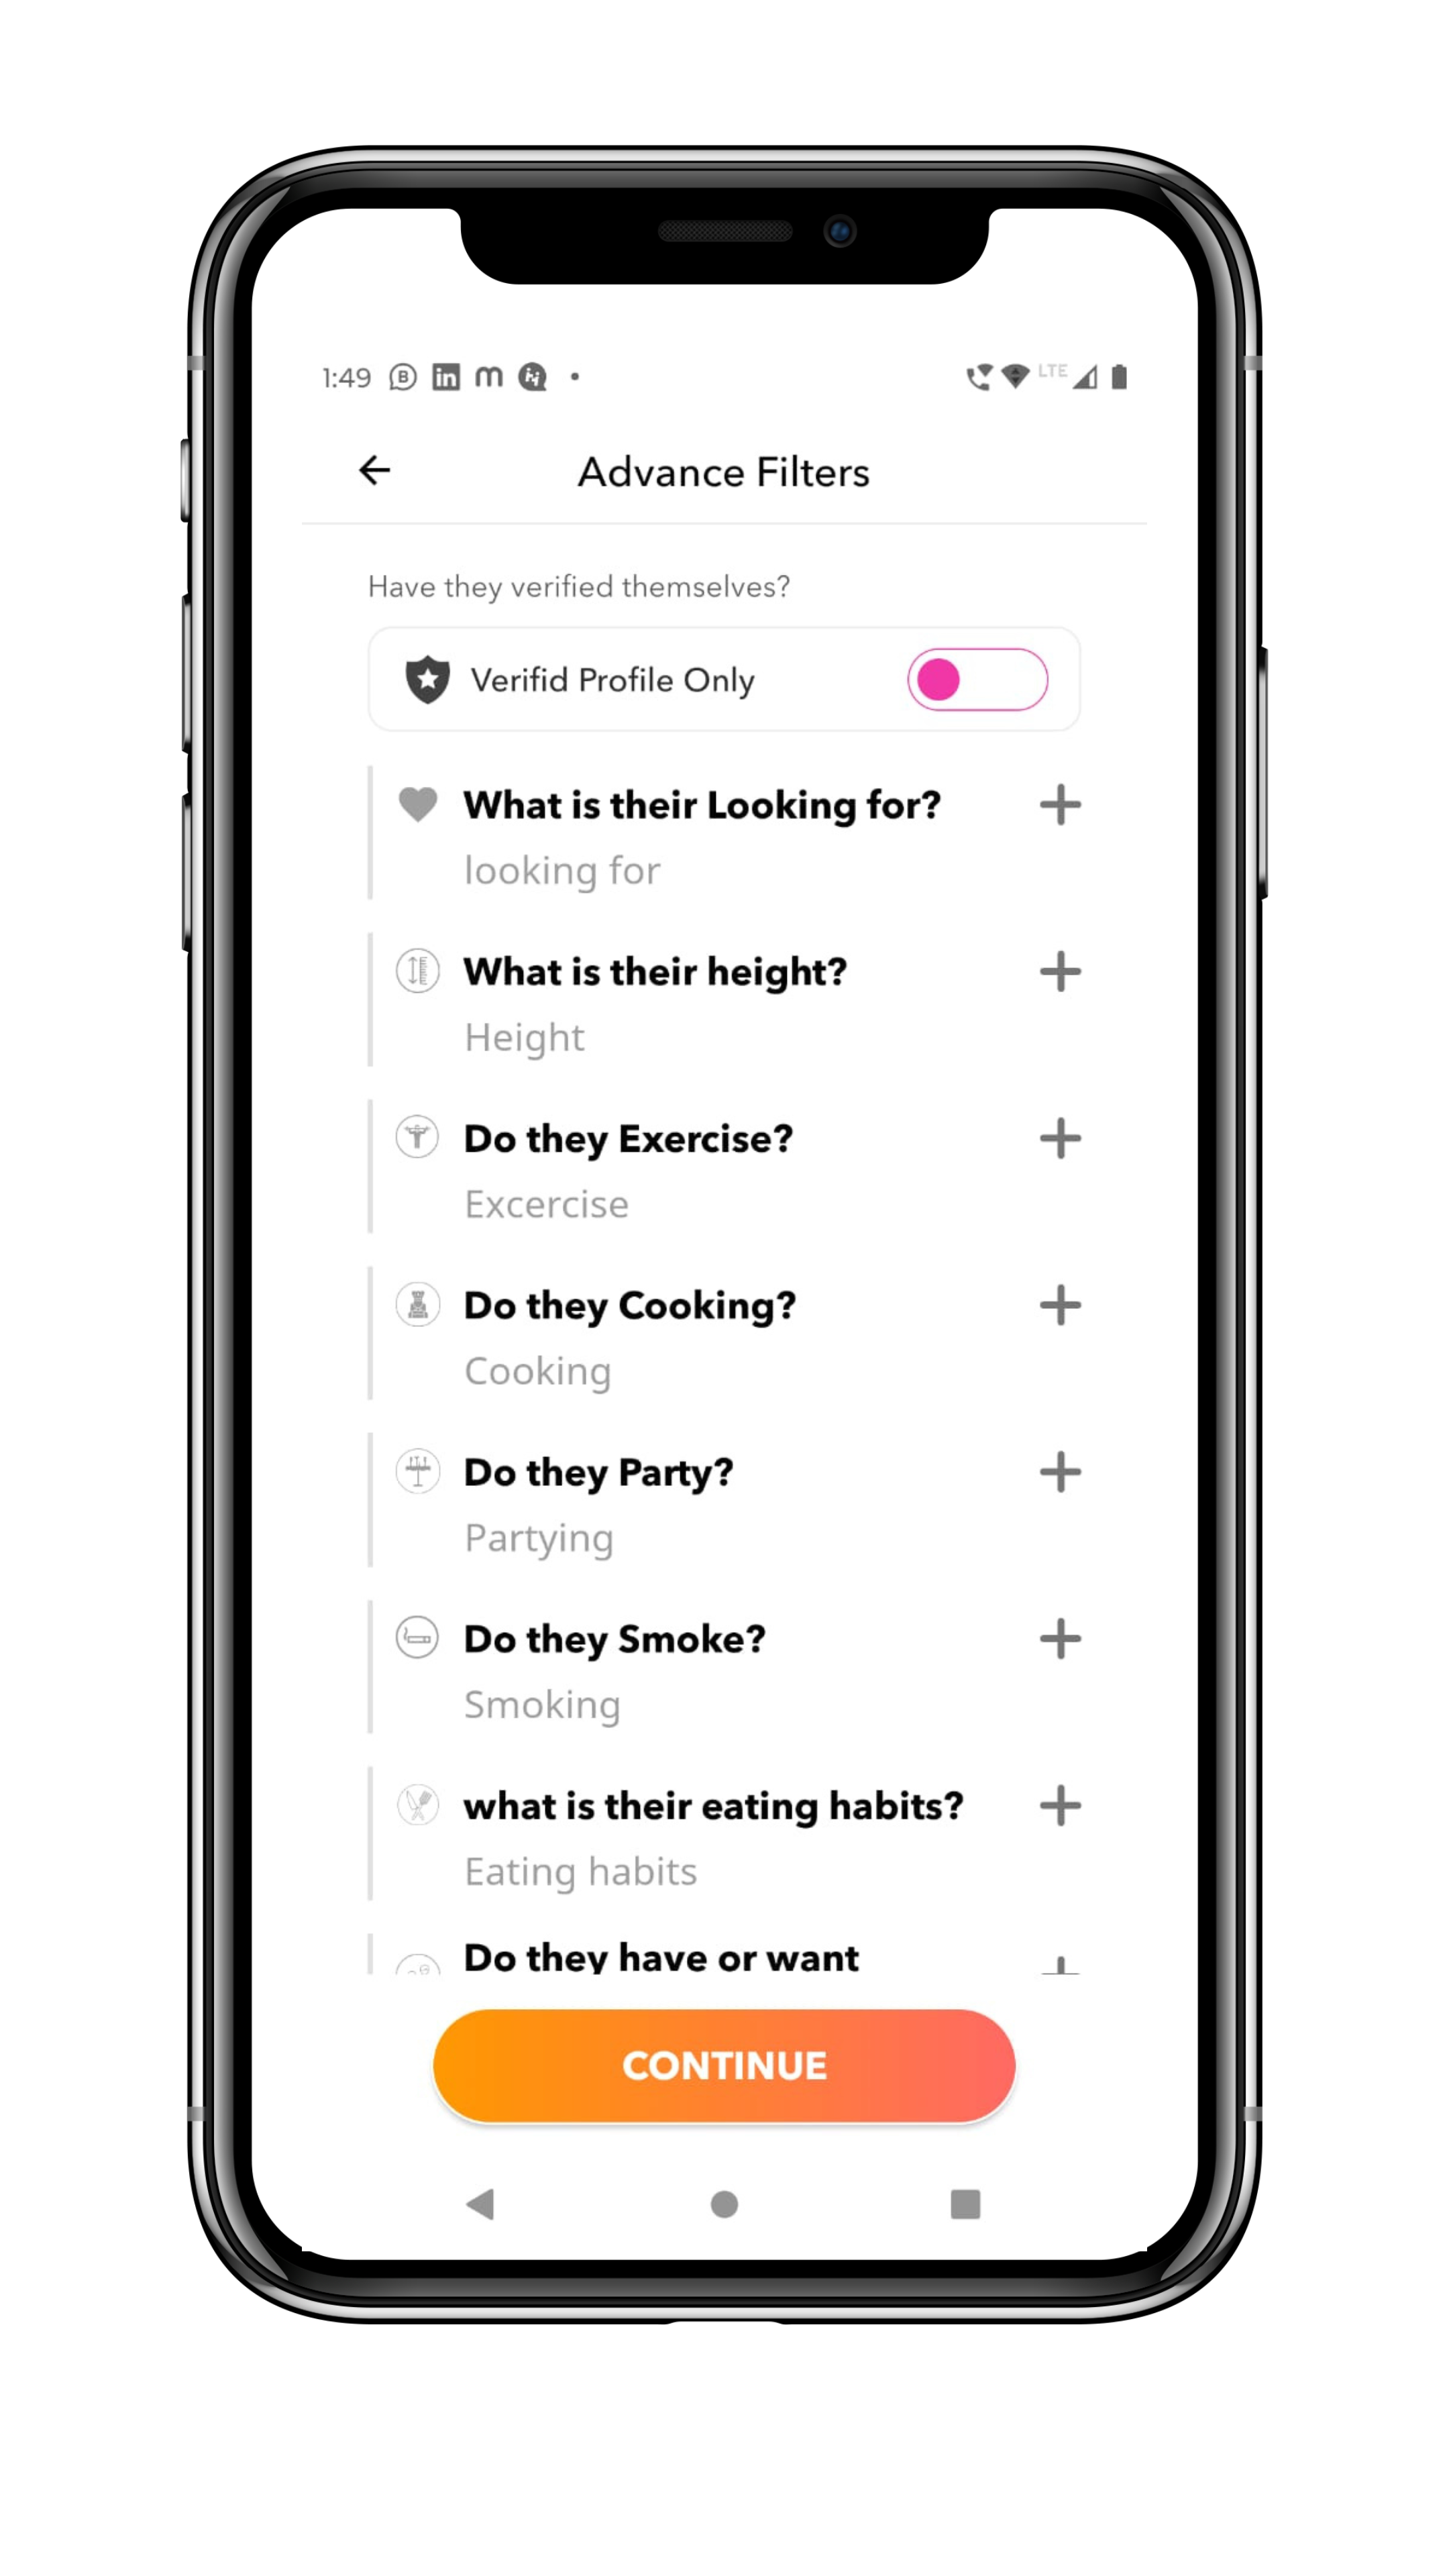 1:49
LTE
Advance Filters
Have they verified themselves?
Verifid Profile Only
What is their Looking for?
looking for
What is their height?
Height
Do they Exercise?
Excercise
Do they Cooking?
Cooking
Do they Party?
Partying
Do they Smoke?
Smoking
what is their eating habits?
Eating habits
Do they have or want
CONTINUE